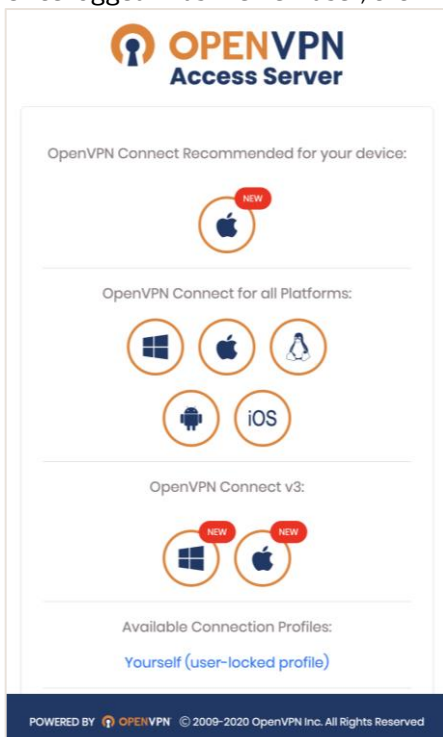 OPENVPN
Access Server
OpenVPN Connect Recommended for your device:
NEW
OpenVPN Connect for all Platforms:
iOS
OpenVPN Connect v3:
NEW NEW
Available Connection Profiles:
Yourself (user-locked profile)
POWERED BY OPENVPN © 2009-2020 OpenVPN Inc. All Rights Reserved